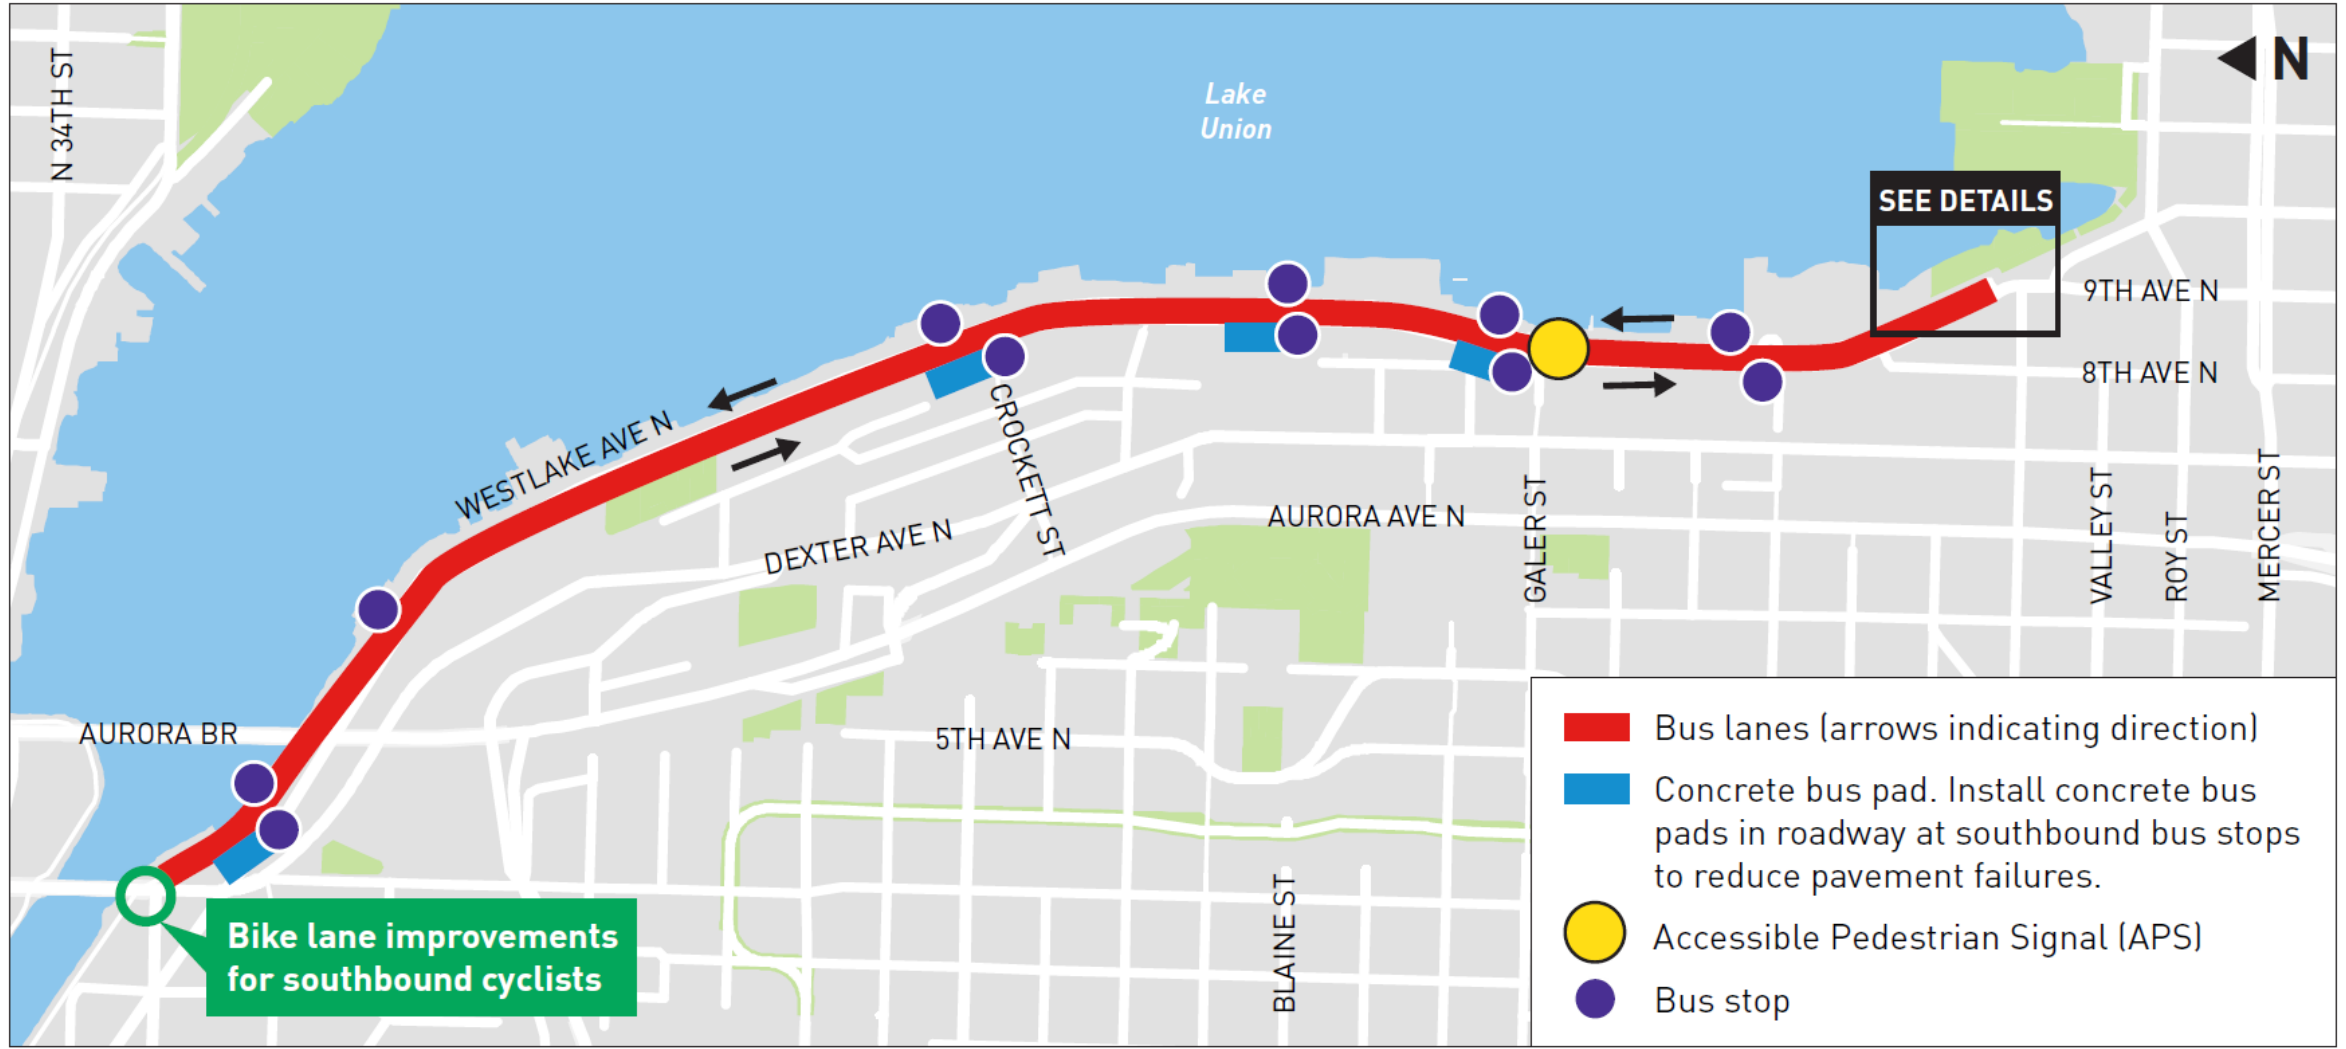 N 34TH ST
Lake
Union
N
SEE DETAILS
9TH AVE N
8TH AVE N
WESTLAKE AVE N
CROCKETT ST
DEXTER AVE N
AURORA AVE N
GALER ST
VALLEY ST
ROY ST
MERCER ST
AURORA BR
5TH AVE N
BLAINE ST
Bike lane improvements
for southbound cyclists
Bus lanes (arrows indicating direction)
Concrete bus pad. Install concrete bus
pads in roadway at southbound bus stops
to reduce pavement failures.
Accessible Pedestrian Signal (APS)
Bus stop